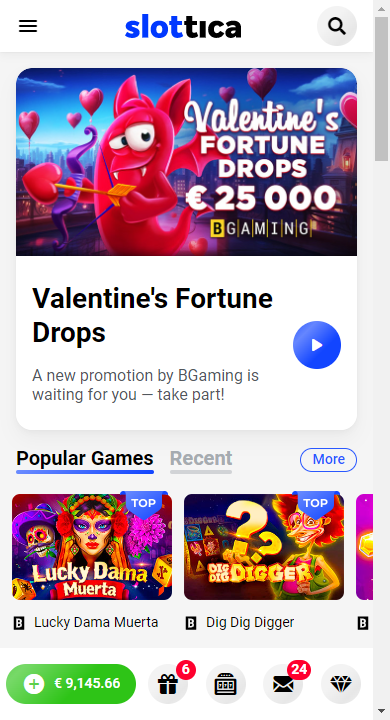 slottica
Valentine's
FORTUNE
DROPS
€ 25 000
BGAMING
Valentine's Fortune
Drops
A new promotion by BGaming is
waiting for you — take part!
Popular Games
Recent
More
TOP
TOP
Lucky Dama
Muerta
DIG DIG
DIGGER
B Lucky Dama Muerta
B Dig Dig Digger
B
€ 9,145.66
6
24